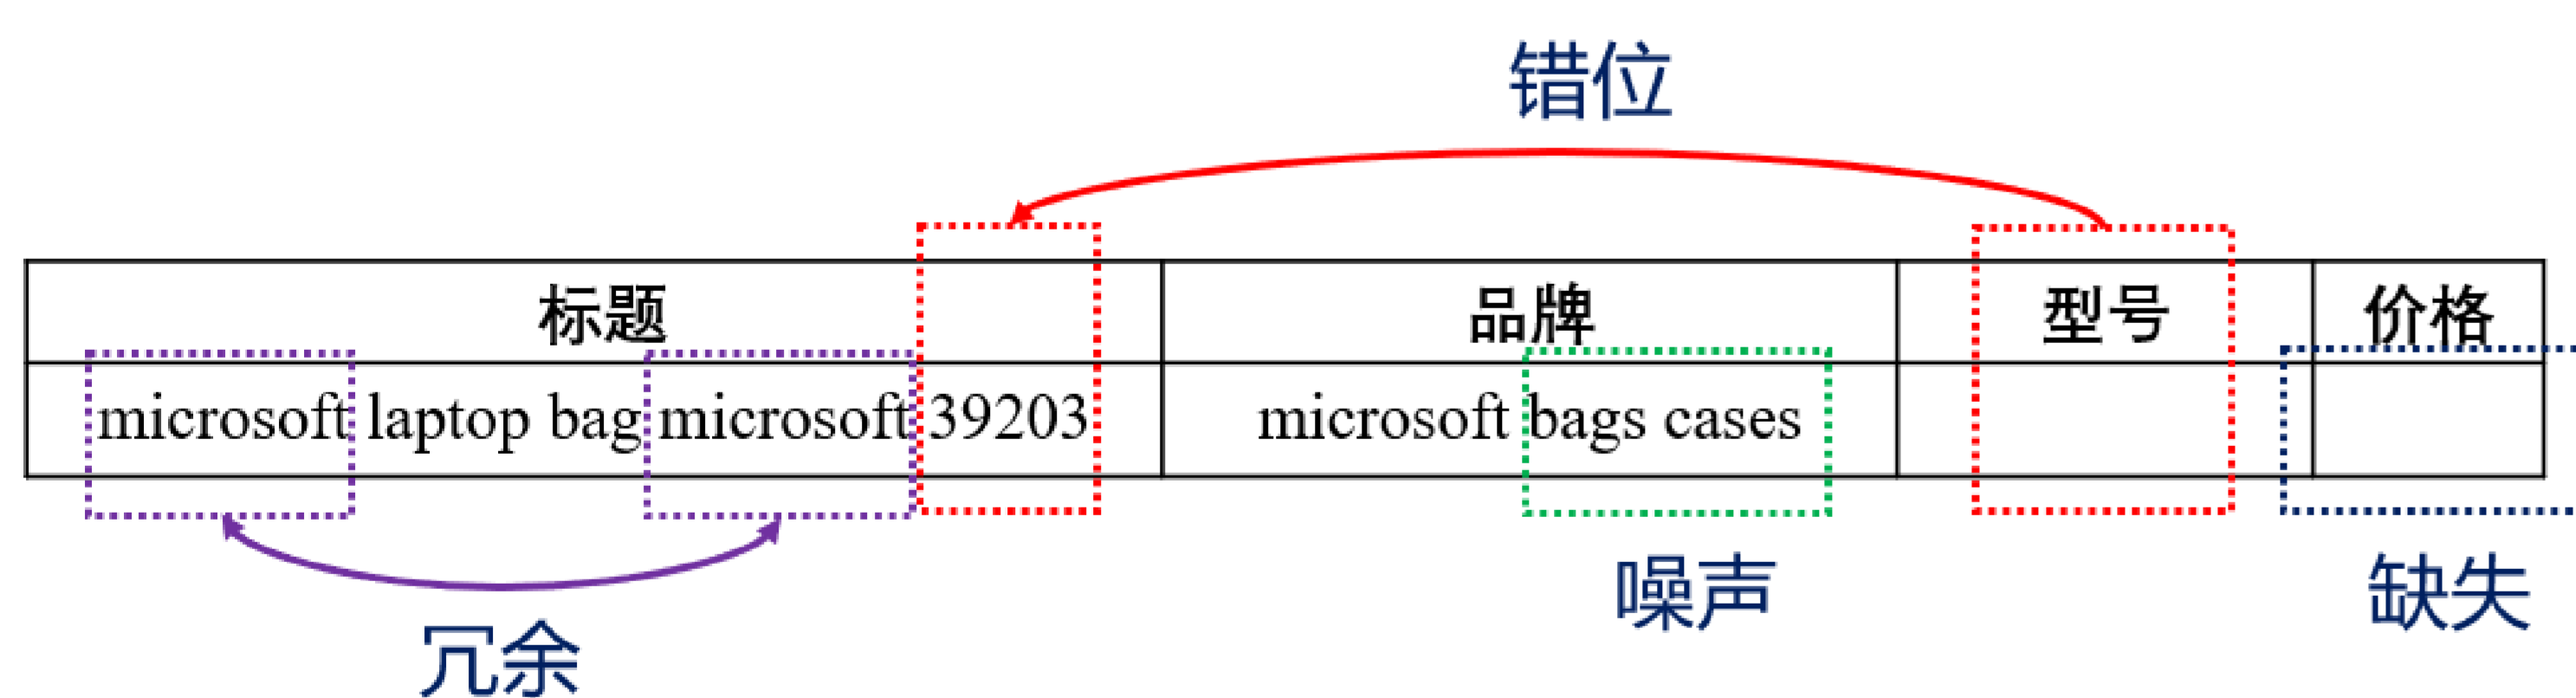 错位
标题 品牌 型号 价格
microsoft laptop bag microsoft 39203 microsoft bags cases
噪声 缺失
冗余